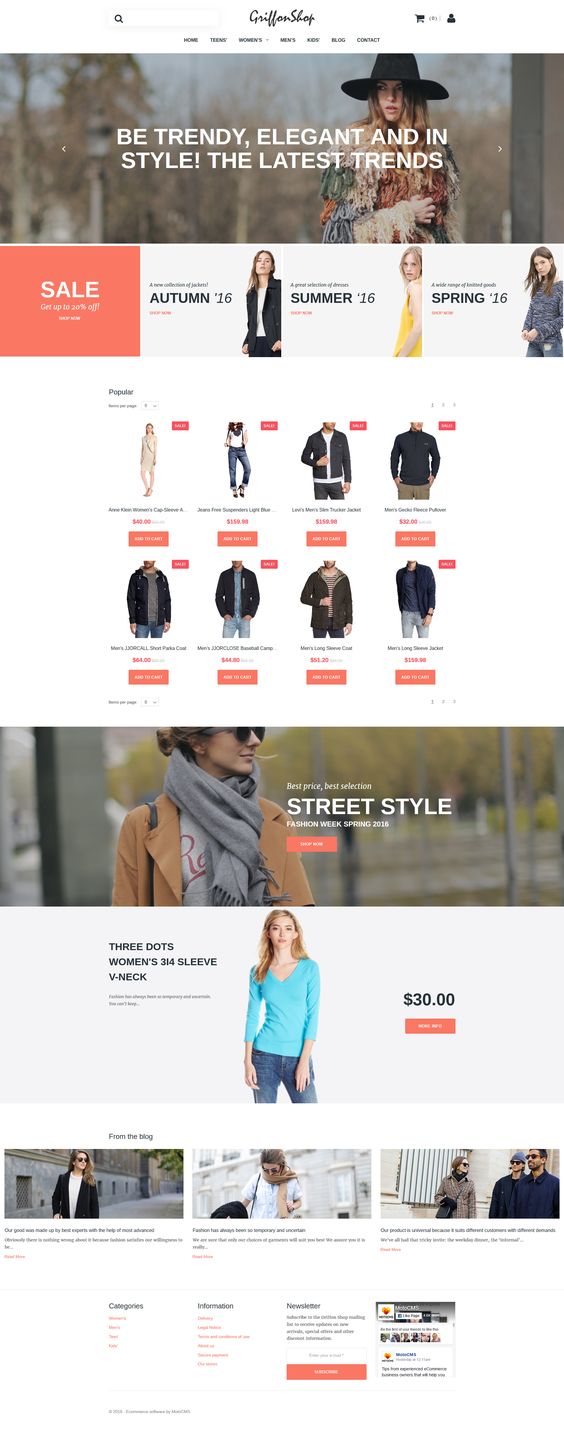 GriffonShop
( 0 )
HOME TEENS' WOMEN'S MEN'S KIDS' BLOG CONTACT
BE TRENDY, ELEGANT AND IN
STYLE! THE LATEST TRENDS
SALE
Get up to 20% off!
SHOP NOW
A new collection of jackets!
AUTUMN '16
SHOP NOW
A great selection of dresses
SUMMER '16
SHOP NOW
A wide range of knitted goods
SPRING '16
SHOP NOW
Popular
Items per page: 8
1 2 3
SALE! SALE! SALE! SALE!
Anne Klein Women's Cap-Sleeve A... Jeans Free Suspenders Light Blue ... Levi's Men's Slim Trucker Jacket Men's Gecko Fleece Pullover
$40.00 $159.98 $159.98 $32.00
ADD TO CART ADD TO CART ADD TO CART ADD TO CART
SALE! SALE! SALE! SALE!
Men's JJORCALL Short Parka Coat Men's JJORCLOSE Baseball Camp... Men's Long Sleeve Coat Men's Long Sleeve Jacket
$64.00 $44.80 $51.20 $159.98
ADD TO CART ADD TO CART ADD TO CART ADD TO CART
Items per page: 8
1 2 3
Best price, best selection
STREET STYLE
FASHION WEEK SPRING 2016
SHOP NOW
THREE DOTS
WOMEN'S 3I4 SLEEVE
V-NECK
Fashion has always been so temporary and uncertain.
You can't keep...
$30.00
MORE INFO
From the blog
Our good was made up by best experts with the help of most advanced
Obviously there is nothing wrong about it because fashion satisfies our willingness to
be...
Read More
Fashion has always been so temporary and uncertain
We are sure that only our choices of garments will suit you best We assure you it is
really...
Read More
Our product is universal because it suits different customers with different demands
We've all had that tricky invite: the weekday dinner, the "informal"...
Read More
Categories
Women's
Men's
Teen'
Kids'
Information
Delivery
Legal Notice
Terms and conditions of use
About us
Secure payment
Our stores
Newsletter
Subscribe to the Griffon Shop mailing
list to receive updates on new
arrivals, special offers and other
discount information.
Enter your e-mail *
SUBSCRIBE
MotoCMS
Like Page
Be the first of your friends to like this
MotoCMS
Yesterday at 12:11pm
Tips from experienced eCommerce
business owners that will help you
© 2016 - Ecommerce software by MotoCMS